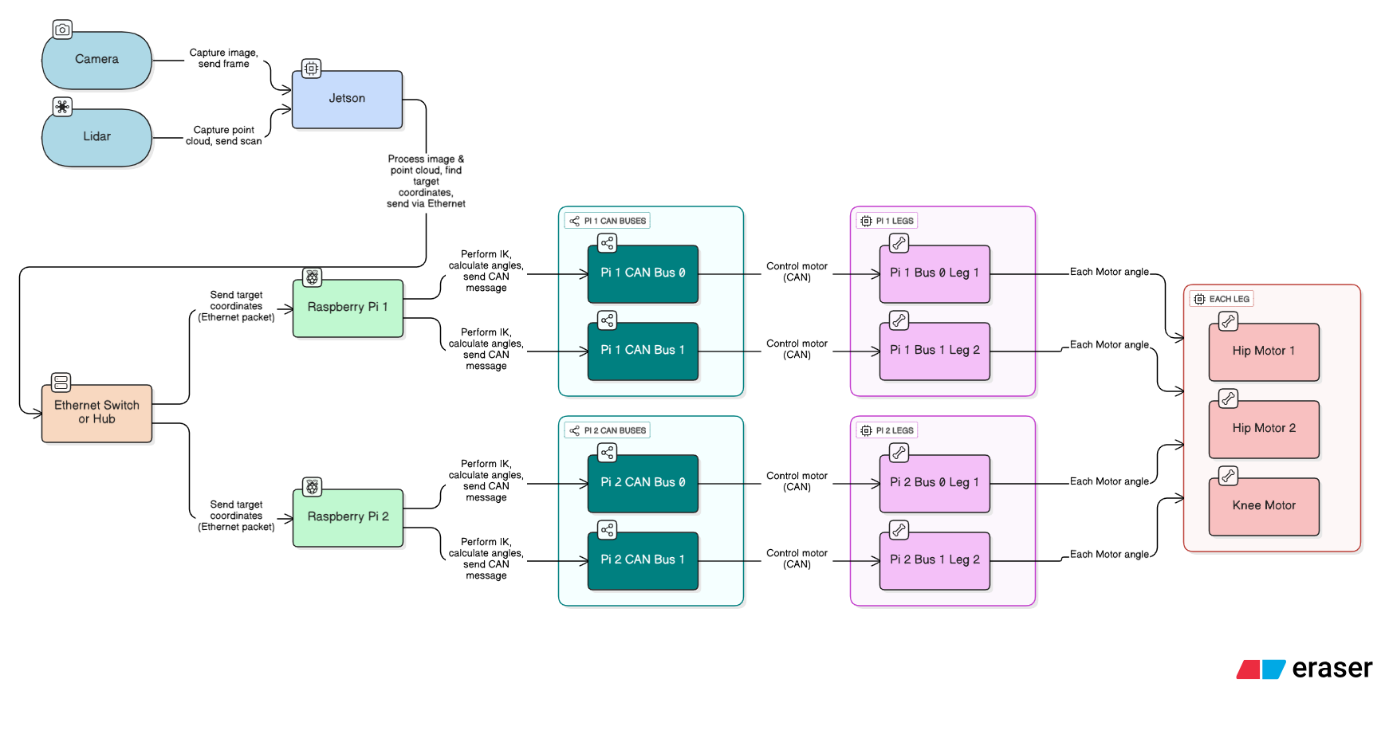 Camera
Capture image,
send frame
Jetson
Lidar
Capture point
cloud, send scan
Process image &
point cloud, find
target
coordinates,
send via Ethernet
Ethernet Switch
or Hub
Send target
coordinates
(Ethernet packet)
Raspberry Pi 1
Perform IK,
calculate angles,
send CAN
message
Perform IK,
calculate angles,
send CAN
message
PI 1 CAN BUSES
Pi 1 CAN Bus 0
Pi 1 CAN Bus 1
Control motor
(CAN)
Control motor
(CAN)
PI 1 LEGS
Pi 1 Bus 0 Leg 1
Pi 1 Bus 1 Leg 2
Each Motor angle
Each Motor angle
Send target
coordinates
(Ethernet packet)
Raspberry Pi 2
Perform IK,
calculate angles,
send CAN
message
Perform IK,
calculate angles,
send CAN
message
PI 2 CAN BUSES
Pi 2 CAN Bus 0
Pi 2 CAN Bus 1
Control motor
(CAN)
Control motor
(CAN)
PI 2 LEGS
Pi 2 Bus 0 Leg 1
Pi 2 Bus 1 Leg 2
Each Motor angle
Each Motor angle
EACH LEG
Hip Motor 1
Hip Motor 2
Knee Motor
eraser